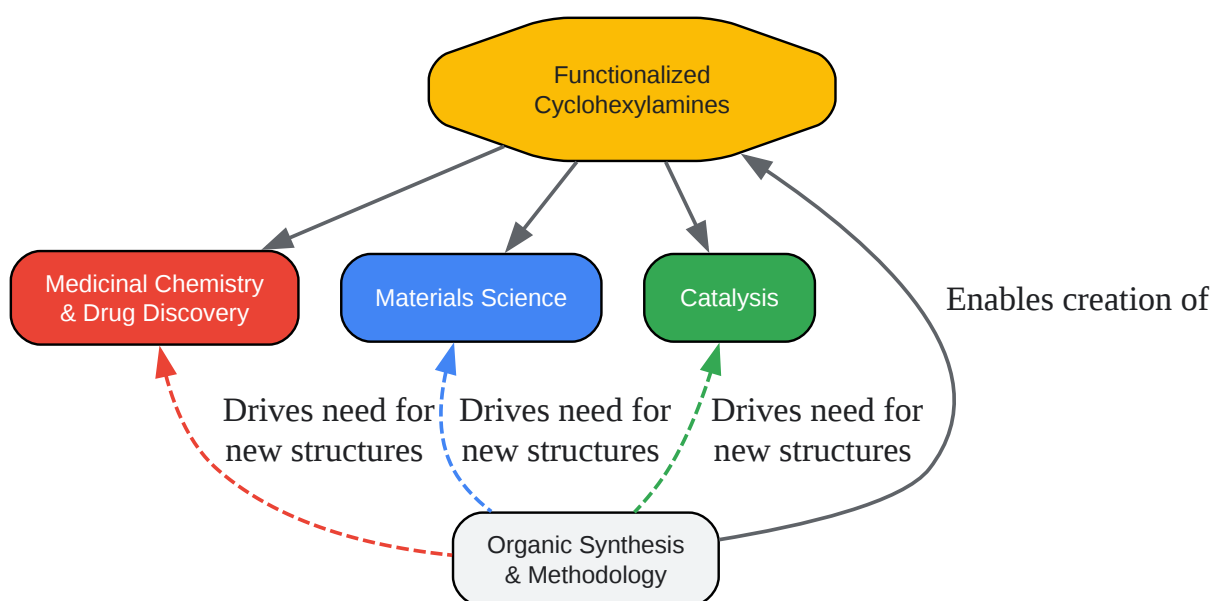 Functionalized
Cyclohexylamines
Medicinal Chemistry
& Drug Discovery
Materials Science
Catalysis
Enables creation of
Drives need for
new structures
Drives need for
new structures
Drives need for
new structures
Organic Synthesis
& Methodology